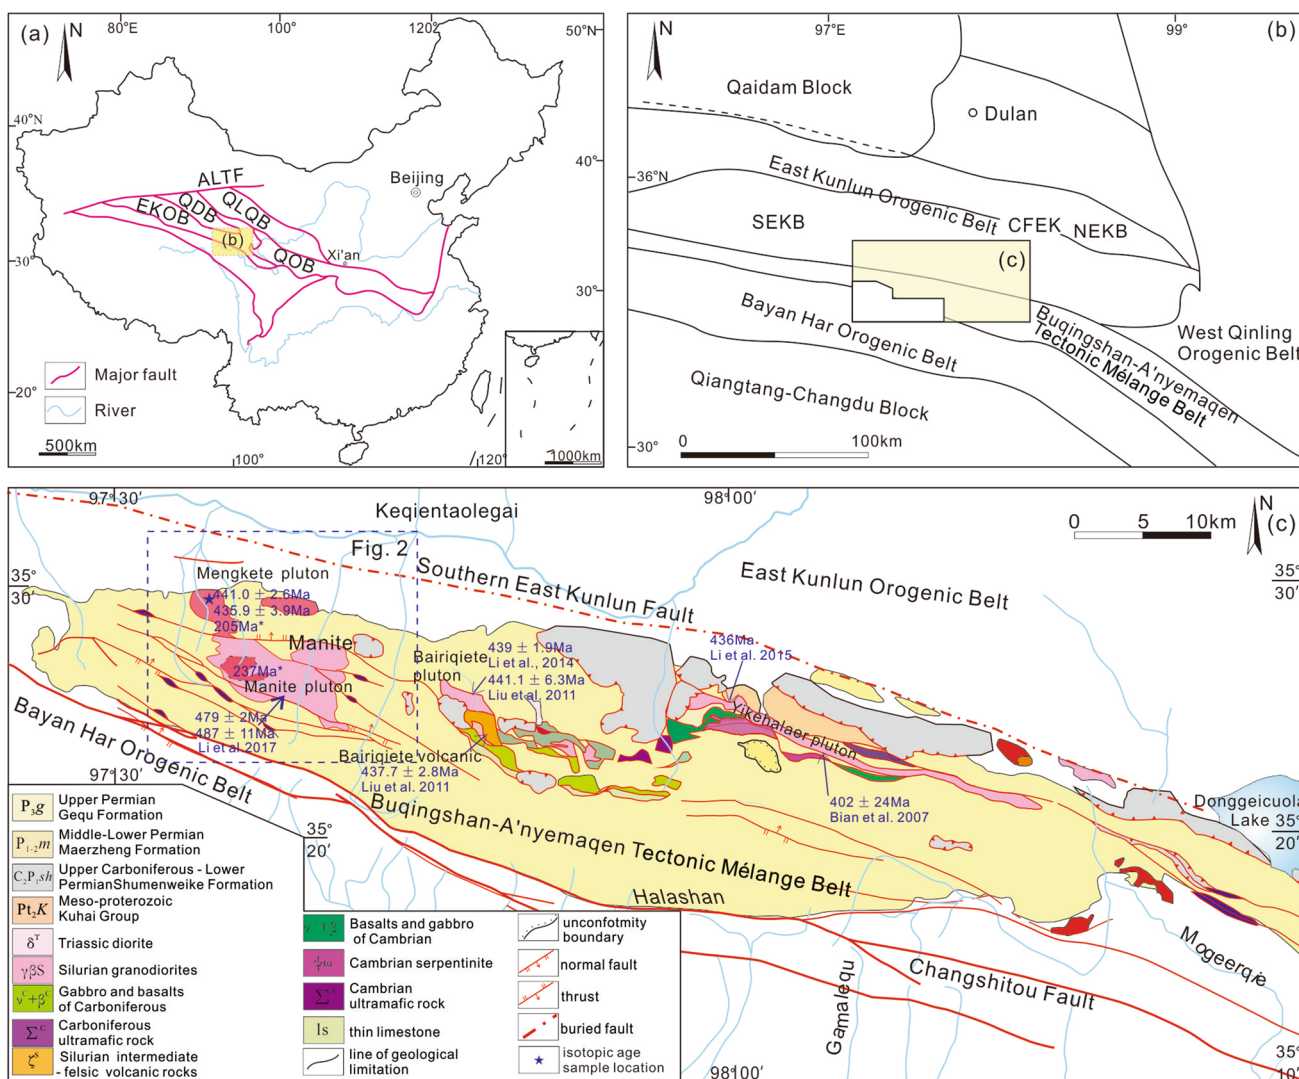 (a)
N
80°E
100°
120°
50°N
40°N
40°
30°
30°
20°
100°
120°
Beijing
ALTF
QLQB
QDB
EKOB
(b)
QOB
Xi'an
Major fault
River
500km
1000km
(b)
N
97°E
99°
36°N
30°
Qaidam Block
Dulan
East Kunlun Orogenic Belt
CFEK
NEKB
SEKB
(c)
Bayan Har Orogenic Belt
Buqingshan-A'nyemaqen
Tectonic Mélange Belt
West Qinling
Orogenic Belt
Qiangtang-Changdu Block
0
100km
(c)
N
97°30′
98°00′
0 5 10km
35°
30′
35°
30′
Keqientaolegai
Fig. 2
Southern East Kunlun Fault
East Kunlun Orogenic Belt
Mengkete pluton
441.0 ± 2.6Ma
435.9 ± 3.9Ma
205Ma*
Manite
237Ma*
Manite pluton
479 ± 2Ma
487 ± 11Ma
Li et al 2017
Bairiqiete
pluton
439 ± 1.9Ma
Li et al., 2014
441.1 ± 6.3Ma
Liu et al. 2011
436Ma
Li et al. 2015
Yikehalaer pluton
Bairiqiete volcanic
437.7 ± 2.8Ma
Liu et al. 2011
402 ± 24Ma
Bian et al. 2007
Donggeicuola
Lake
35°
20′
Bayan Har Orogenic Belt
97°30′
35°
20′
Buqingshan-A'nyemaqen Tectonic Mélange Belt
Halashan
Mogeerqie
Changshitou Fault
Gamalequ
98°00′
35°
10′
P₃g
Upper Permian
Gequ Formation
P₁₋₂m
Middle-Lower Permian
Maerzheng Formation
C₂P₁sh
Upper Carboniferous - Lower
PermianShumenweike Formation
Pt₂K
Meso-proterozoic
Kuhai Group
δᵀ
Triassic diorite
γβS
Silurian granodiorites
νᶜ+βᶜ
Gabbro and basalts
of Carboniferous
Σᶜ
Carboniferous
ultramafic rock
ζˢ
Silurian intermediate
- felsic volcanic rocks
Basalts and gabbro
of Cambrian
Cambrian serpentinite
Cambrian
ultramafic rock
ls
thin limestone
line of geological
limitation
unconfotmity
boundary
normal fault
thrust
buried fault
isotopic age
sample location